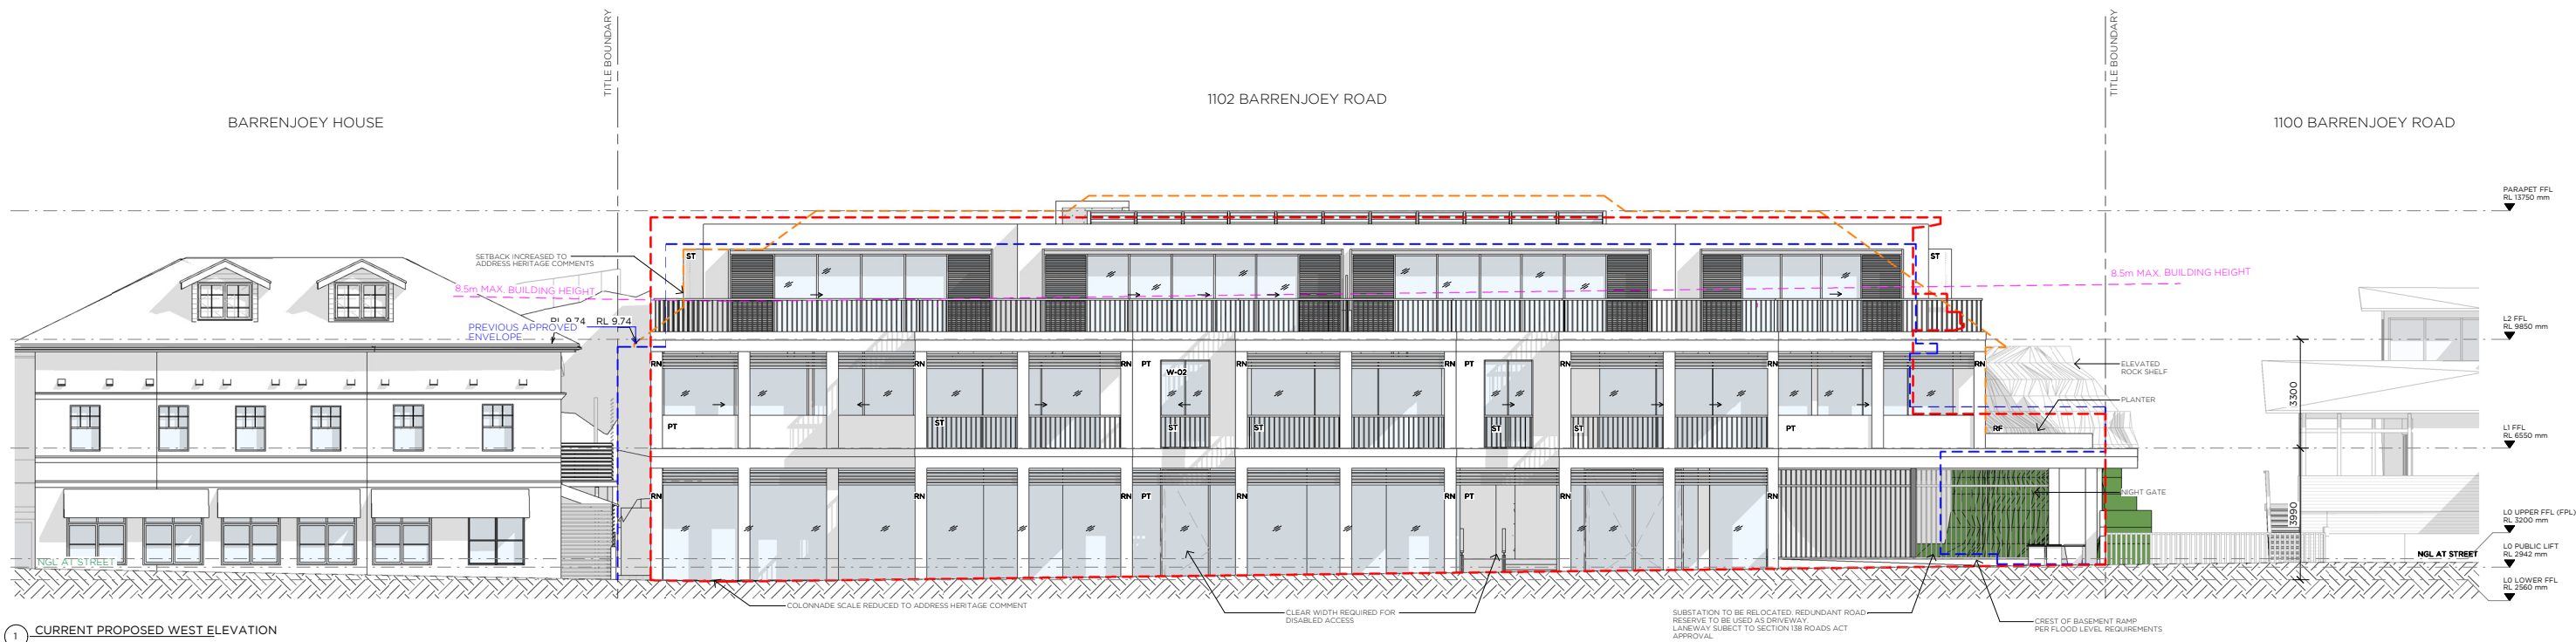 TITLE BOUNDARY
TITLE BOUNDARY
1102 BARRENJOEY ROAD
BARRENJOEY HOUSE
1100 BARRENJOEY ROAD
PARAPET FFL
RL 13750 mm
SETBACK INCREASED TO
ADDRESS HERITAGE COMMENTS
ST
ST
8.5m MAX. BUILDING HEIGHT
8.5m MAX. BUILDING HEIGHT
RL 9.74
RL 9.74
PREVIOUS APPROVED
ENVELOPE
L2 FFL
RL 9850 mm
RN
RN
RN
PT
W-02
RN
RN
PT
RN
RN
RN
ELEVATED
ROCK SHELF
3300
PLANTER
PT
ST
ST
ST
ST
ST
PT
RF
L1 FFL
RL 6550 mm
RN
RN
RN
PT
RN
RN
PT
RN
RN
NIGHT GATE
3990
L0 UPPER FFL (FPL)
RL 3200 mm
NGL AT STREET
NGL AT STREET
L0 PUBLIC LIFT
RL 2942 mm
L0 LOWER FFL
RL 2560 mm
COLONNADE SCALE REDUCED TO ADDRESS HERITAGE COMMENT
CLEAR WIDTH REQUIRED FOR
DISABLED ACCESS
SUBSTATION TO BE RELOCATED. REDUNDANT ROAD
RESERVE TO BE USED AS DRIVEWAY.
LANEWAY SUBECT TO SECTION 138 ROADS ACT
APPROVAL
CREST OF BASEMENT RAMP
PER FLOOD LEVEL REQUIREMENTS
1 CURRENT PROPOSED WEST ELEVATION